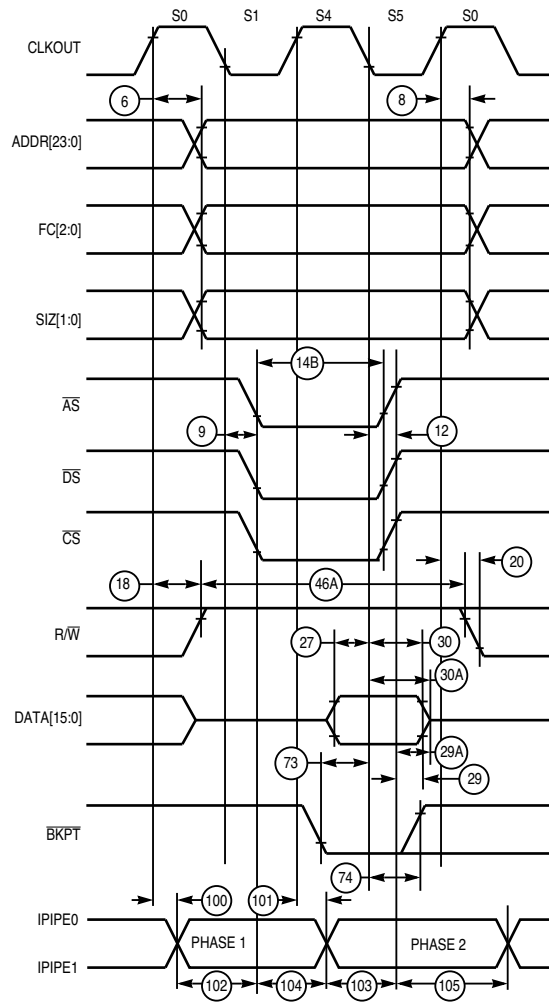 S0 S1 S4 S5 S0
CLKOUT
6 8
ADDR[23:0]
FC[2:0]
SIZ[1:0]
14B
AS
9 12
DS
CS
20
18 46A
R/W
27 30
30A
DATA[15:0]
29A
73 29
BKPT
74
100 101
IPIPE0
PHASE 1 PHASE 2
IPIPE1
102 104 103 105